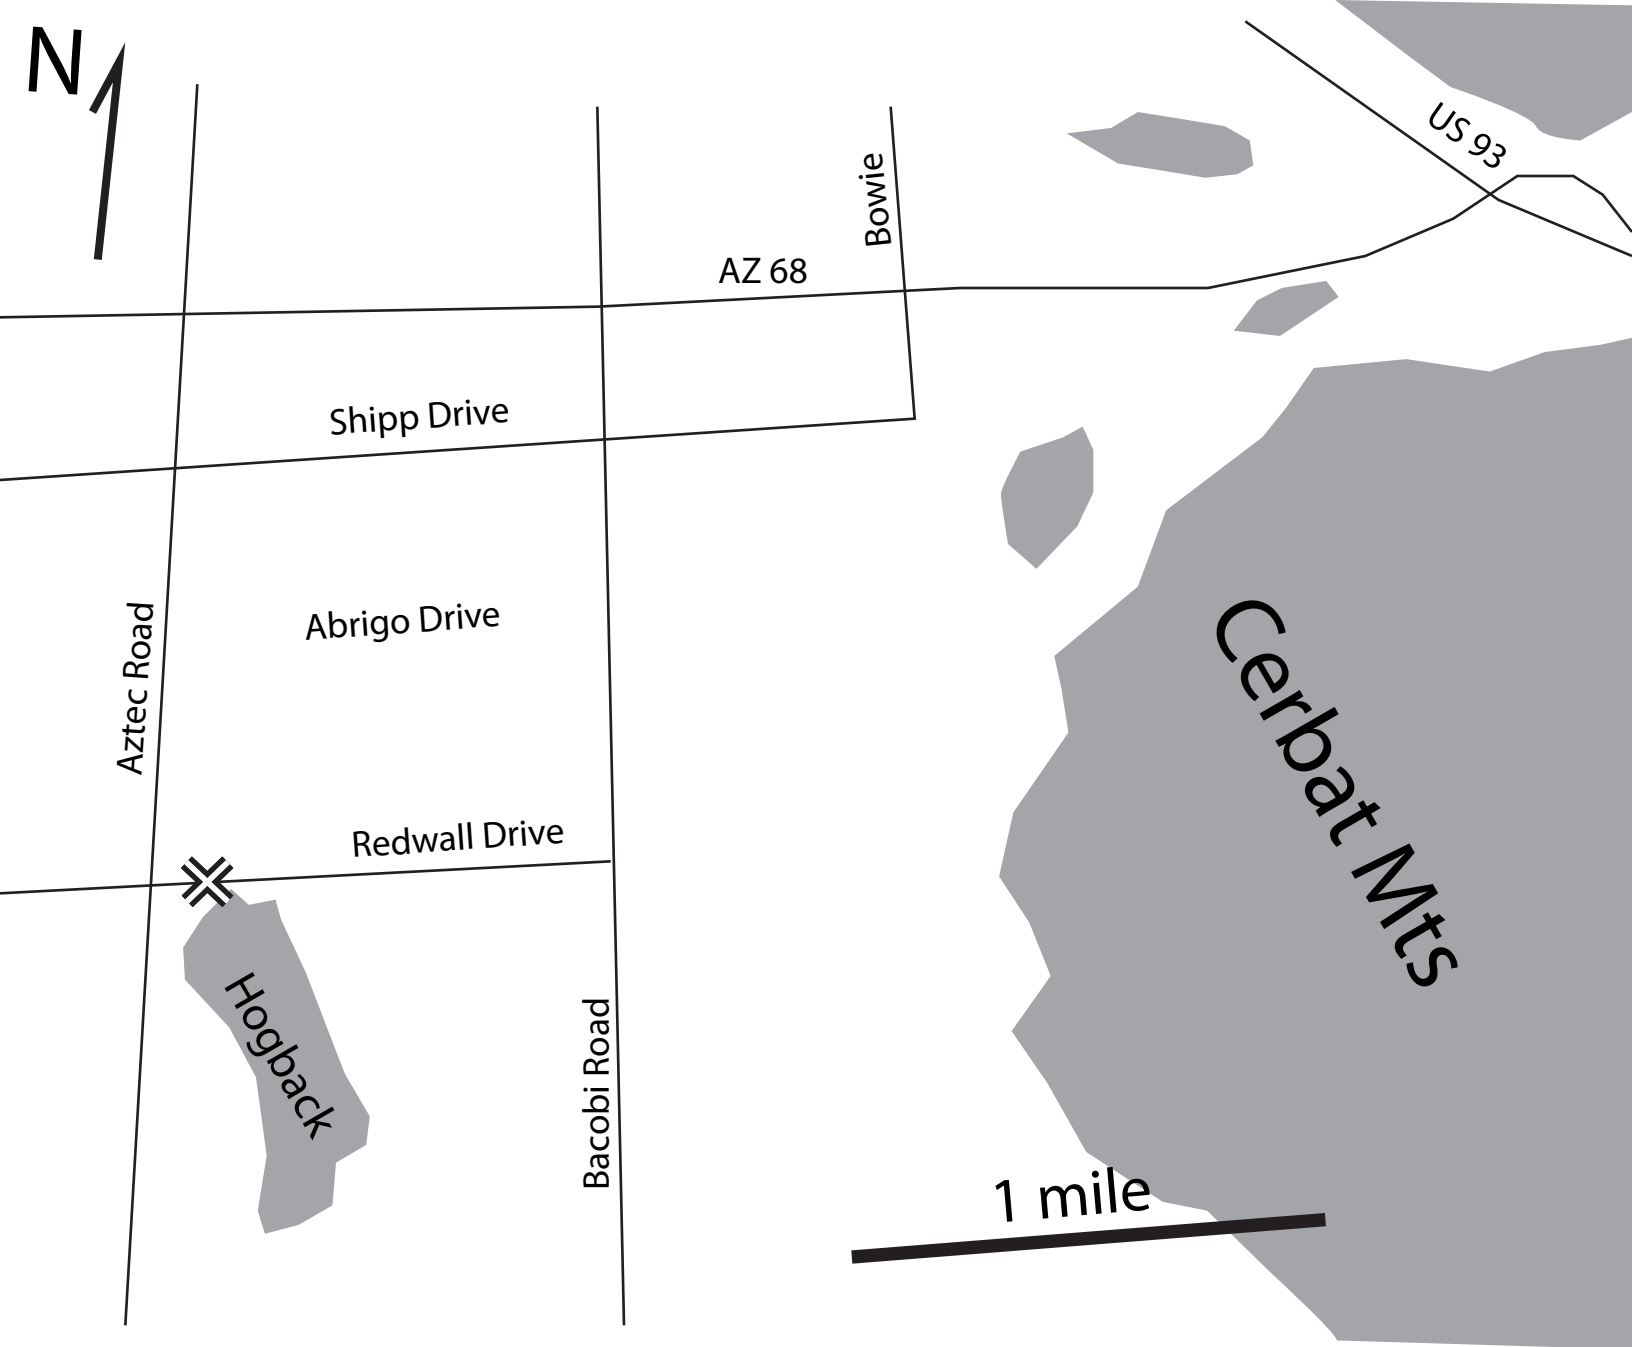 N
US 93
Bowie
AZ 68
Shipp Drive
Abrigo Drive
Aztec Road
Cerbat Mts
Redwall Drive
Hogback
Bacobi Road
1 mile